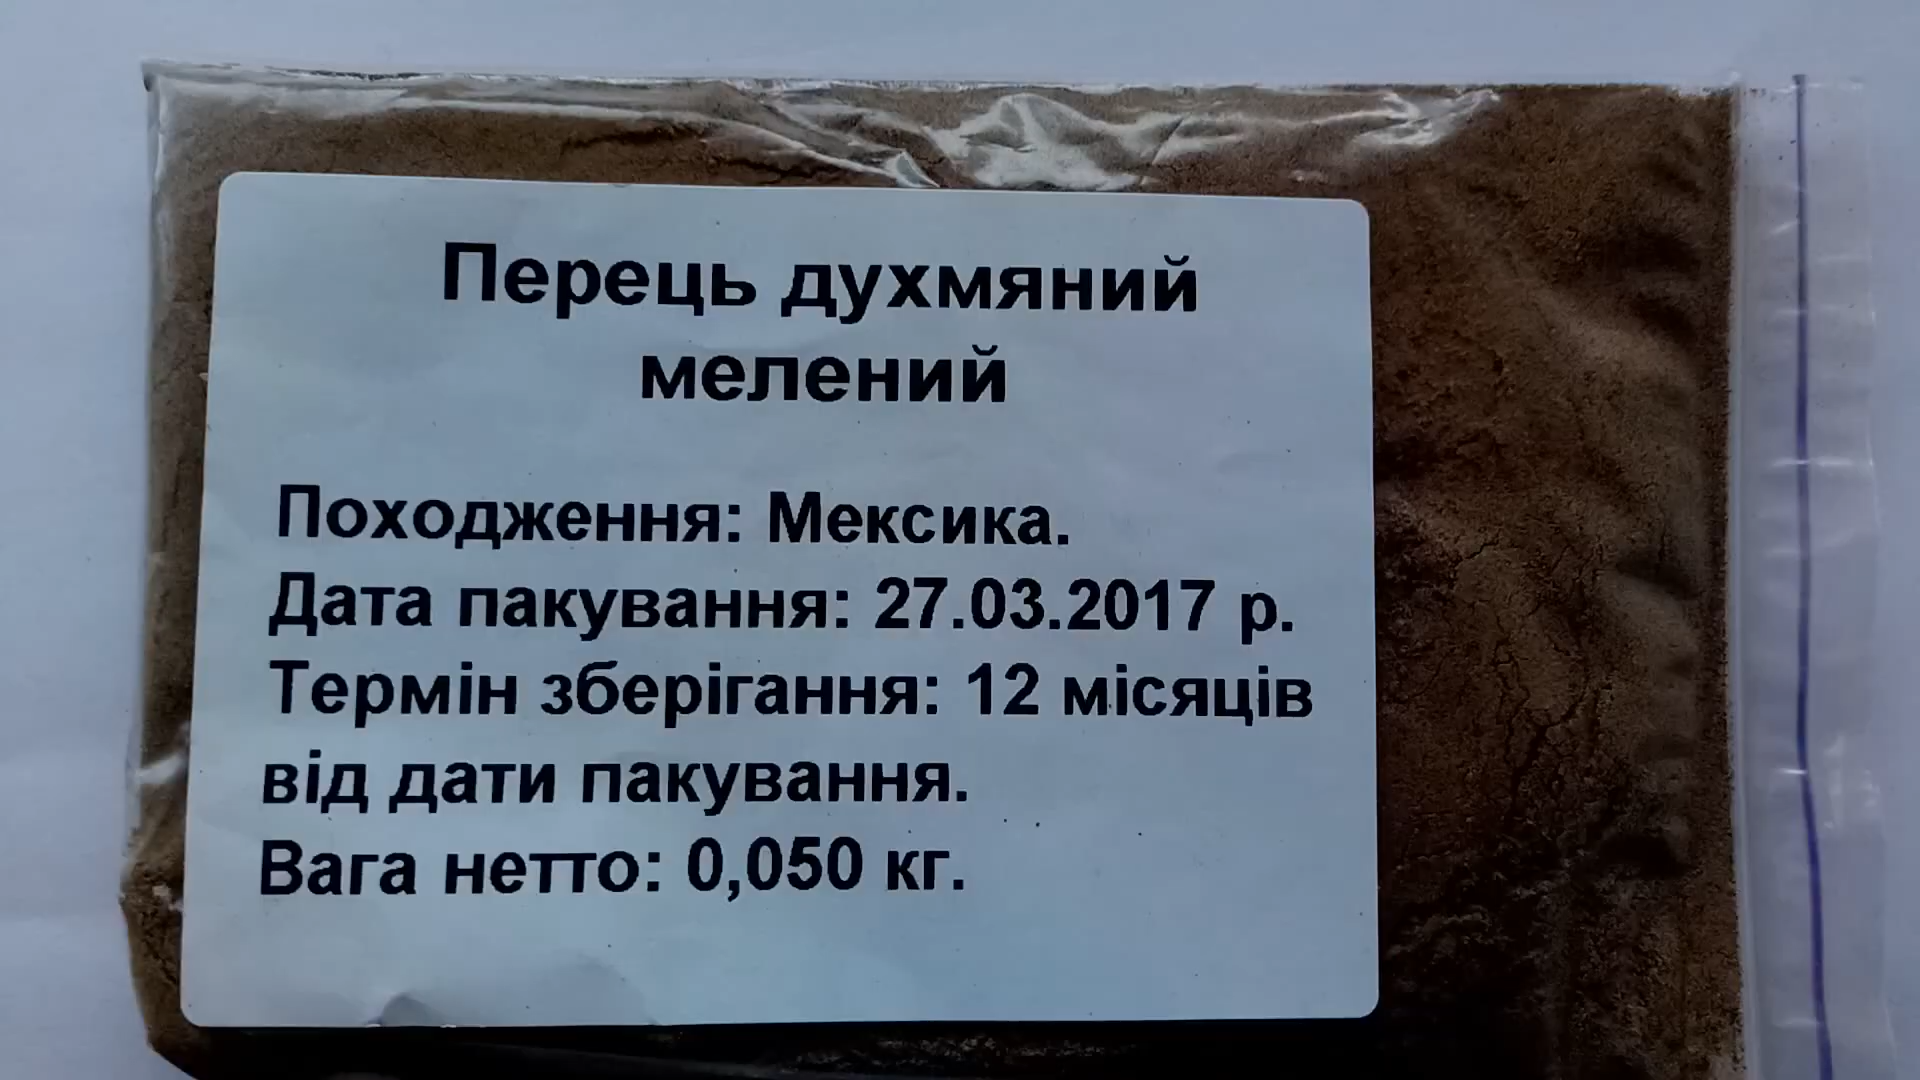 Перець духмяний
мелений
Походження: Мексика.
Дата пакування: 27.03.2017 р.
Термін зберігання: 12 місяців
від дати пакування.
Вага нетто: 0,050 кг.